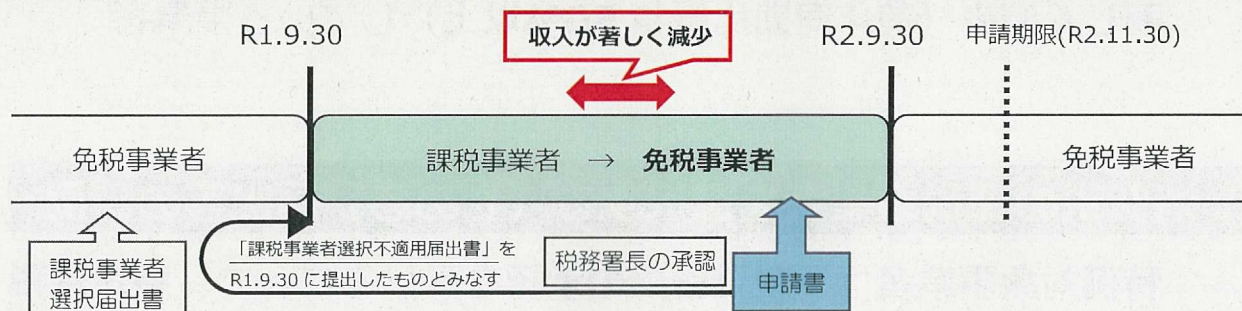 R1.9.30
収入が著しく減少
R2.9.30
申請期限(R2.11.30)
免税事業者
課税事業者 → 免税事業者
免税事業者
課税事業者
選択届出書
「課税事業者選択不適用届出書」を
R1.9.30 に提出したものとみなす
税務署長の承認
申請書